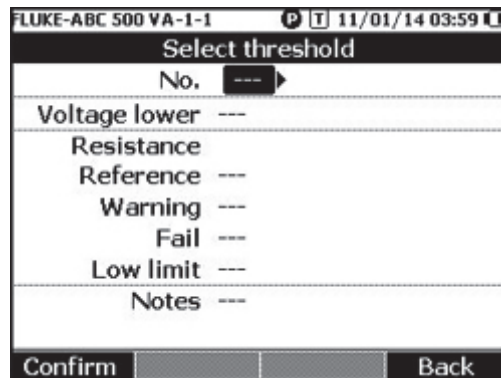 FLUKE-ABC 500 VA-1-1 P T 11/01/14 03:59
Select threshold
No. ---
Voltage lower ---
Resistance
Reference ---
Warning ---
Fail ---
Low limit ---
Notes ---
Confirm Back